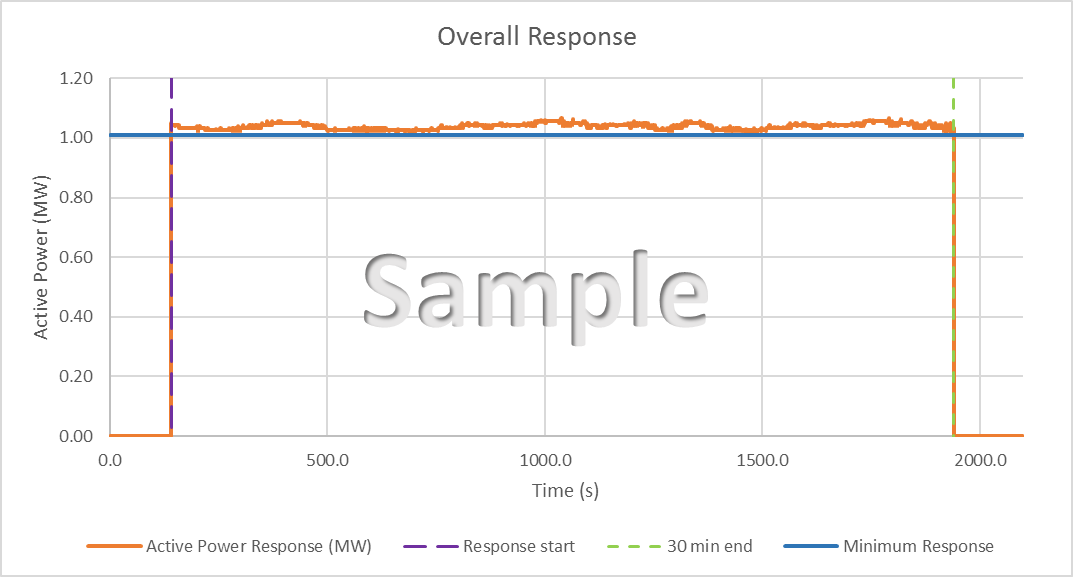 Overall Response
1.20
1.00
0.80
0.60
0.40
0.20
0.00
Active Power (MW)
Sample
0.0 500.0 1000.0 1500.0 2000.0
Time (s)
Active Power Response (MW) Response start 30 min end Minimum Response